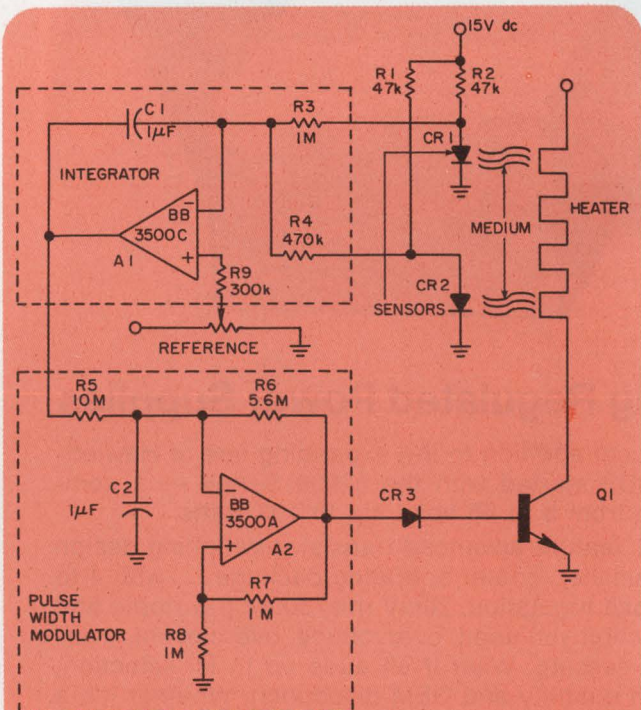 15V dc
R1
47k
R2
47k
C1
1µF
R3
1M
CR1
INTEGRATOR
BB
3500C
A1
R4
470k
MEDIUM
HEATER
R9
300k
CR2
SENSORS
REFERENCE
R5
10M
R6
5.6M
C2
1µF
BB
3500A
A2
CR3
Q1
R7
1M
R8
1M
PULSE
WIDTH
MODULATOR